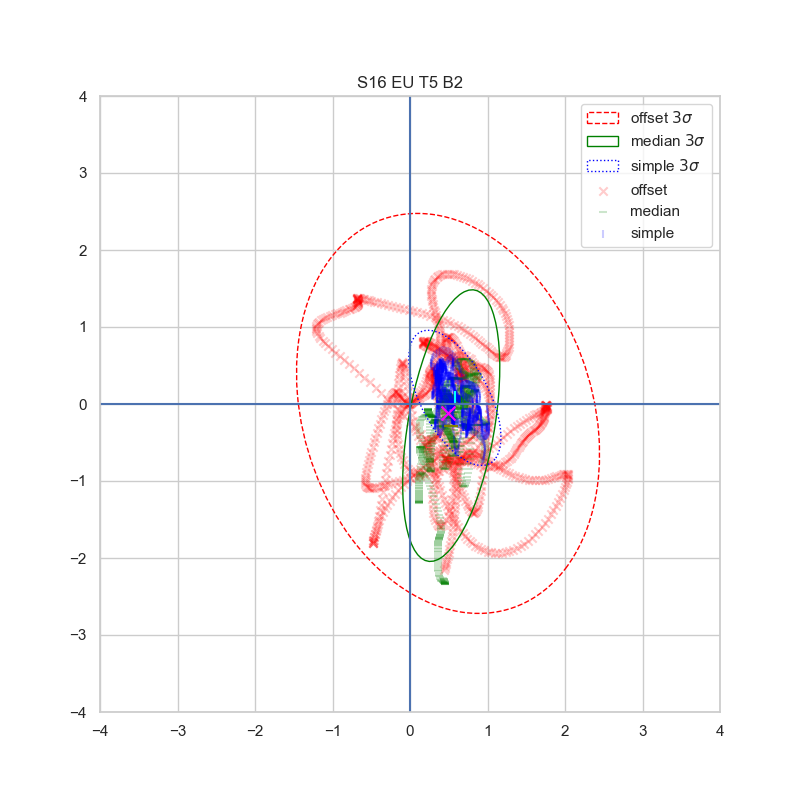 S16 EU T5 B2
offset 3σ
median 3σ
simple 3σ
offset
median
simple
4
3
2
1
0
−1
−2
−3
−4
−4 −3 −2 −1 0 1 2 3 4